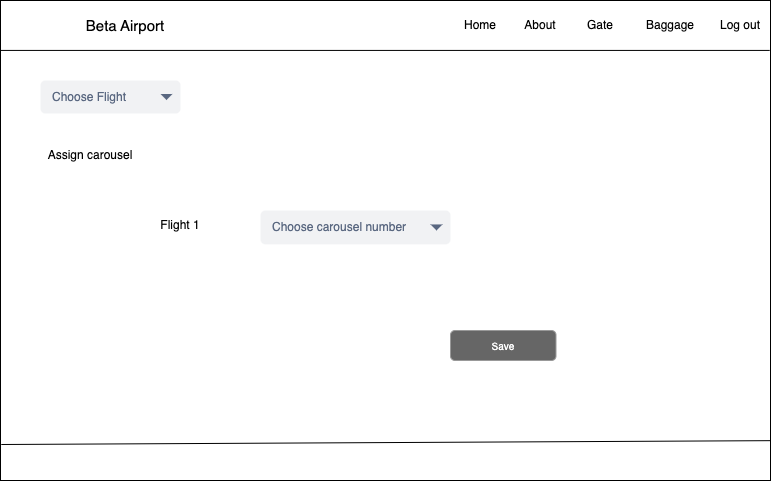 Beta Airport
Home About Gate Baggage Log out
Choose Flight
Assign carousel
Flight 1
Choose carousel number
Save